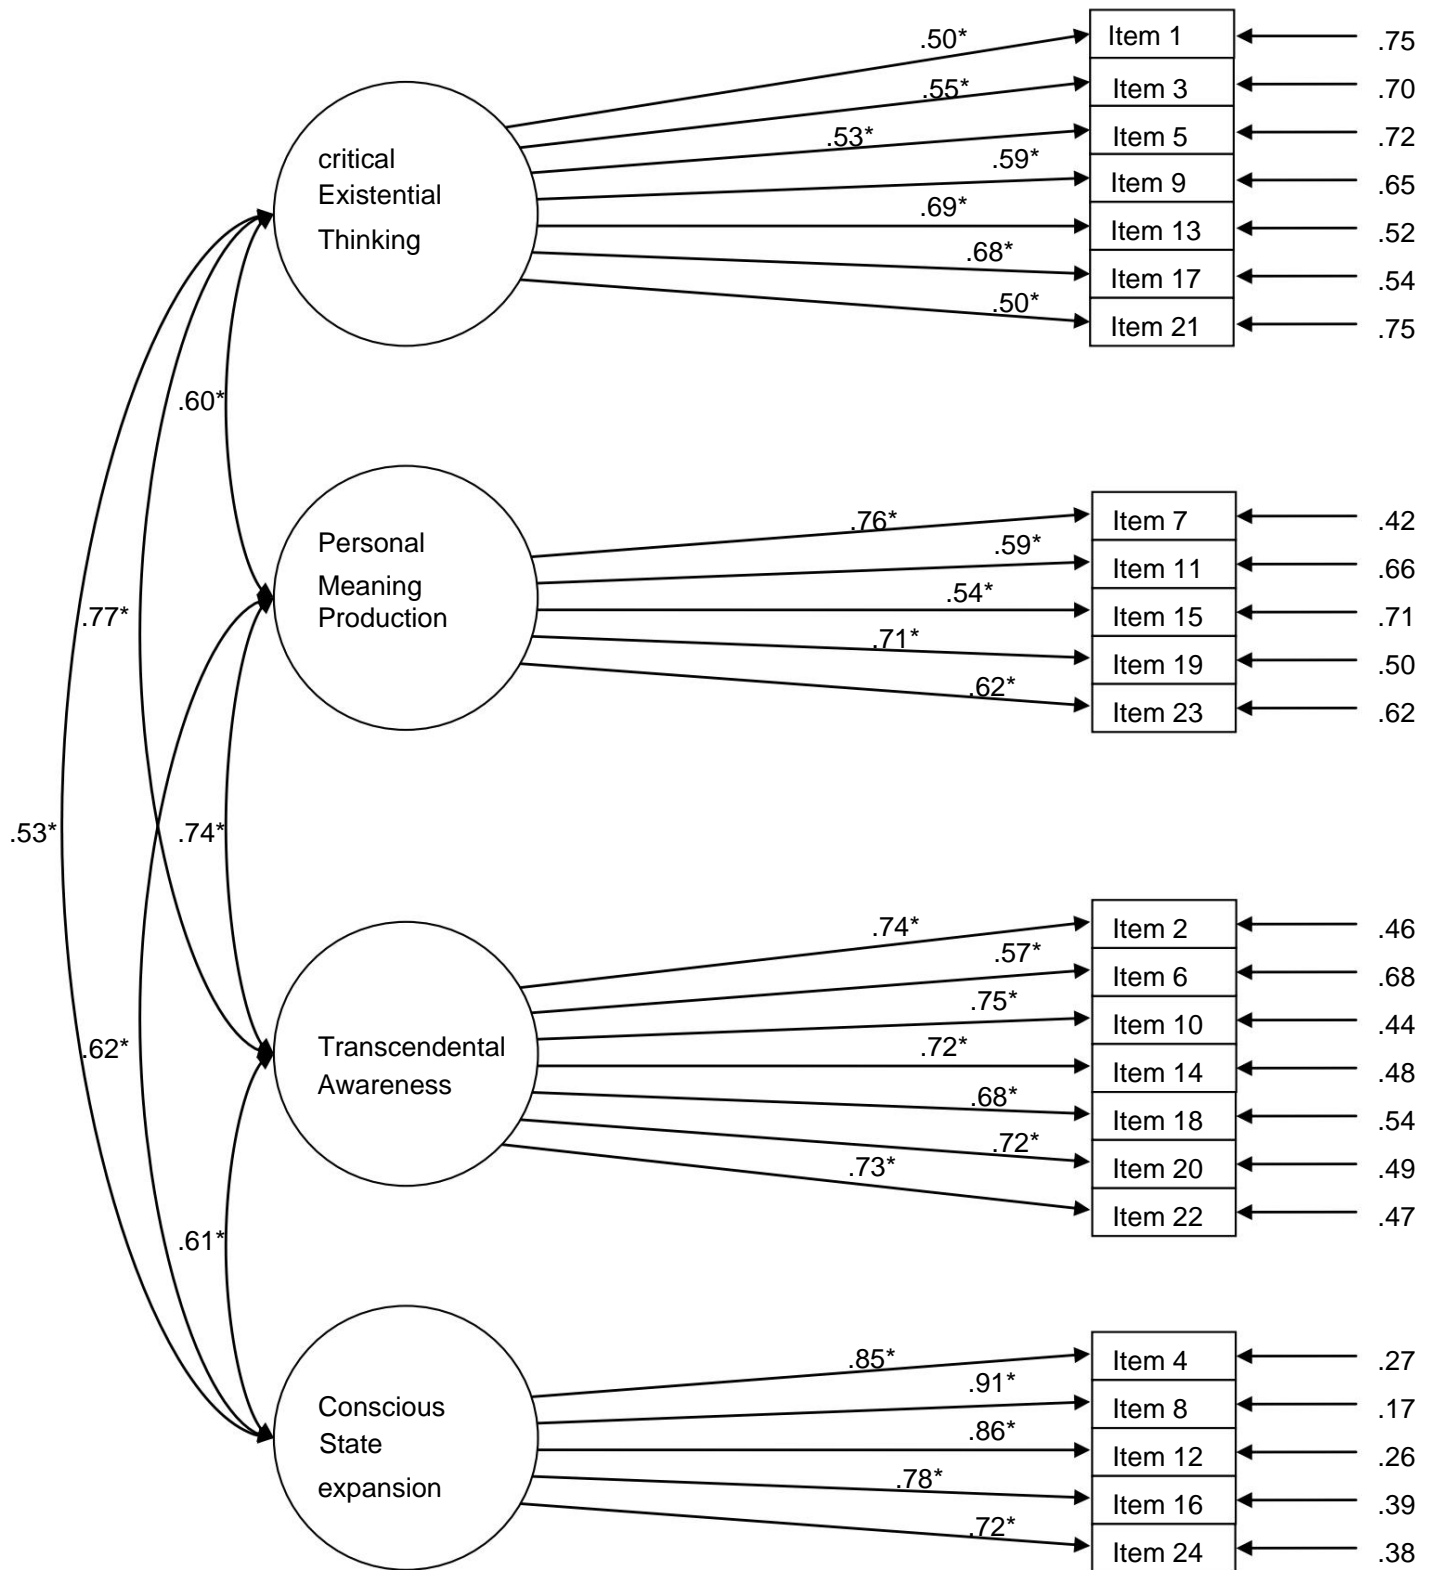 .50*
Item 1
.75
.55*
Item 3
.70
.53*
Item 5
.72
.59*
Item 9
.65
.69*
Item 13
.52
.68*
Item 17
.54
.50*
Item 21
.75
critical
Existential
Thinking
.60*
.76*
Item 7
.42
.59*
Item 11
.66
.54*
Item 15
.71
.71*
Item 19
.50
.62*
Item 23
.62
Personal
Meaning
Production
.77*
.53*
.74*
.74*
Item 2
.46
.57*
Item 6
.68
.75*
Item 10
.44
.72*
Item 14
.48
.68*
Item 18
.54
.72*
Item 20
.49
.73*
Item 22
.47
Transcendental
Awareness
.62*
.61*
.85*
Item 4
.27
.91*
Item 8
.17
.86*
Item 12
.26
.78*
Item 16
.39
.72*
Item 24
.38
Conscious
State
expansion